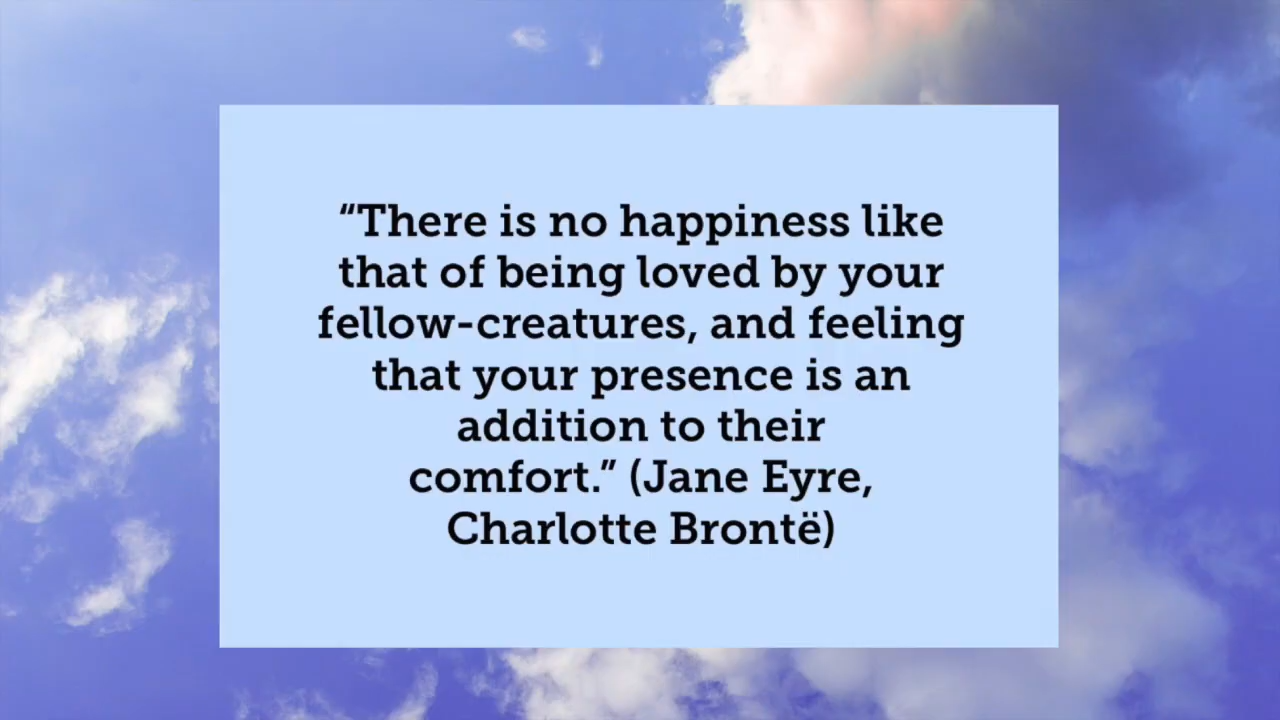 “There is no happiness like
that of being loved by your
fellow-creatures, and feeling
that your presence is an
addition to their
comfort.” (Jane Eyre,
Charlotte Brontë)